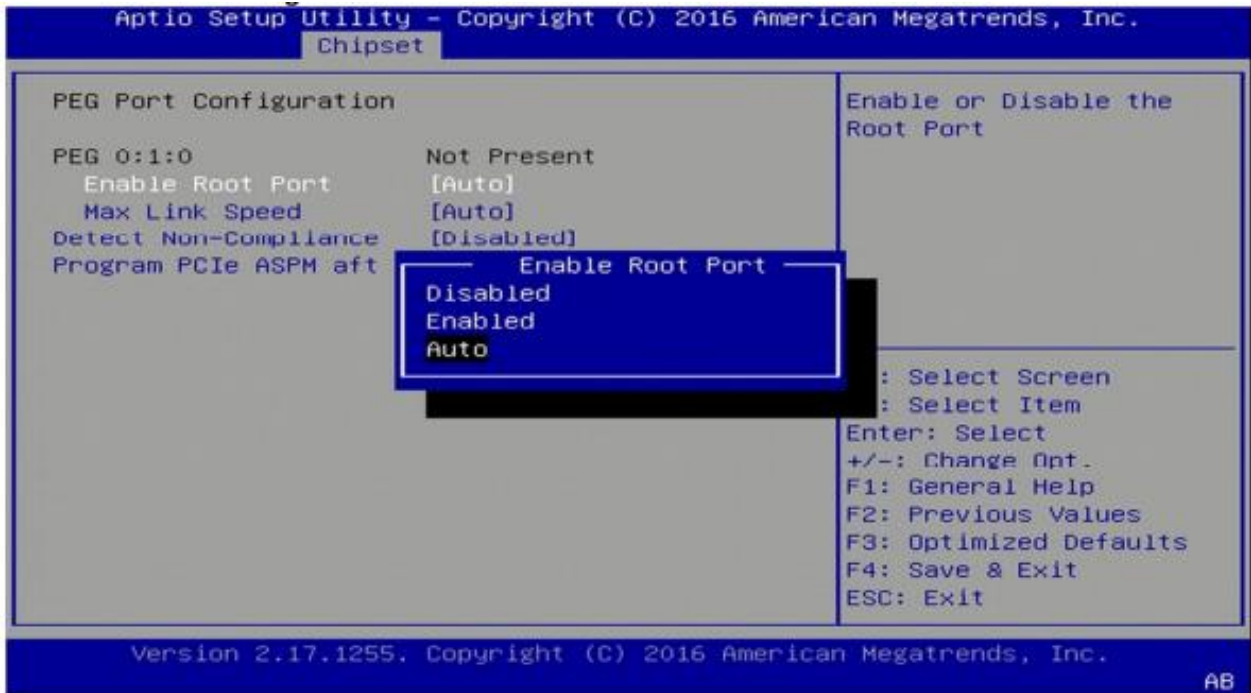 Aptio Setup Utility – Copyright (C) 2016 American Megatrends, Inc.
Chipset
PEG Port Configuration
PEG 0:1:0 Not Present
Enable Root Port [Auto]
Max Link Speed [Auto]
Detect Non-Compliance [Disabled]
Program PCIe ASPM aft
Enable Root Port
Disabled
Enabled
Auto
Enable or Disable the
Root Port
: Select Screen
: Select Item
Enter: Select
+/-: Change Opt.
F1: General Help
F2: Previous Values
F3: Optimized Defaults
F4: Save & Exit
ESC: Exit
Version 2.17.1255. Copyright (C) 2016 American Megatrends, Inc.
AB